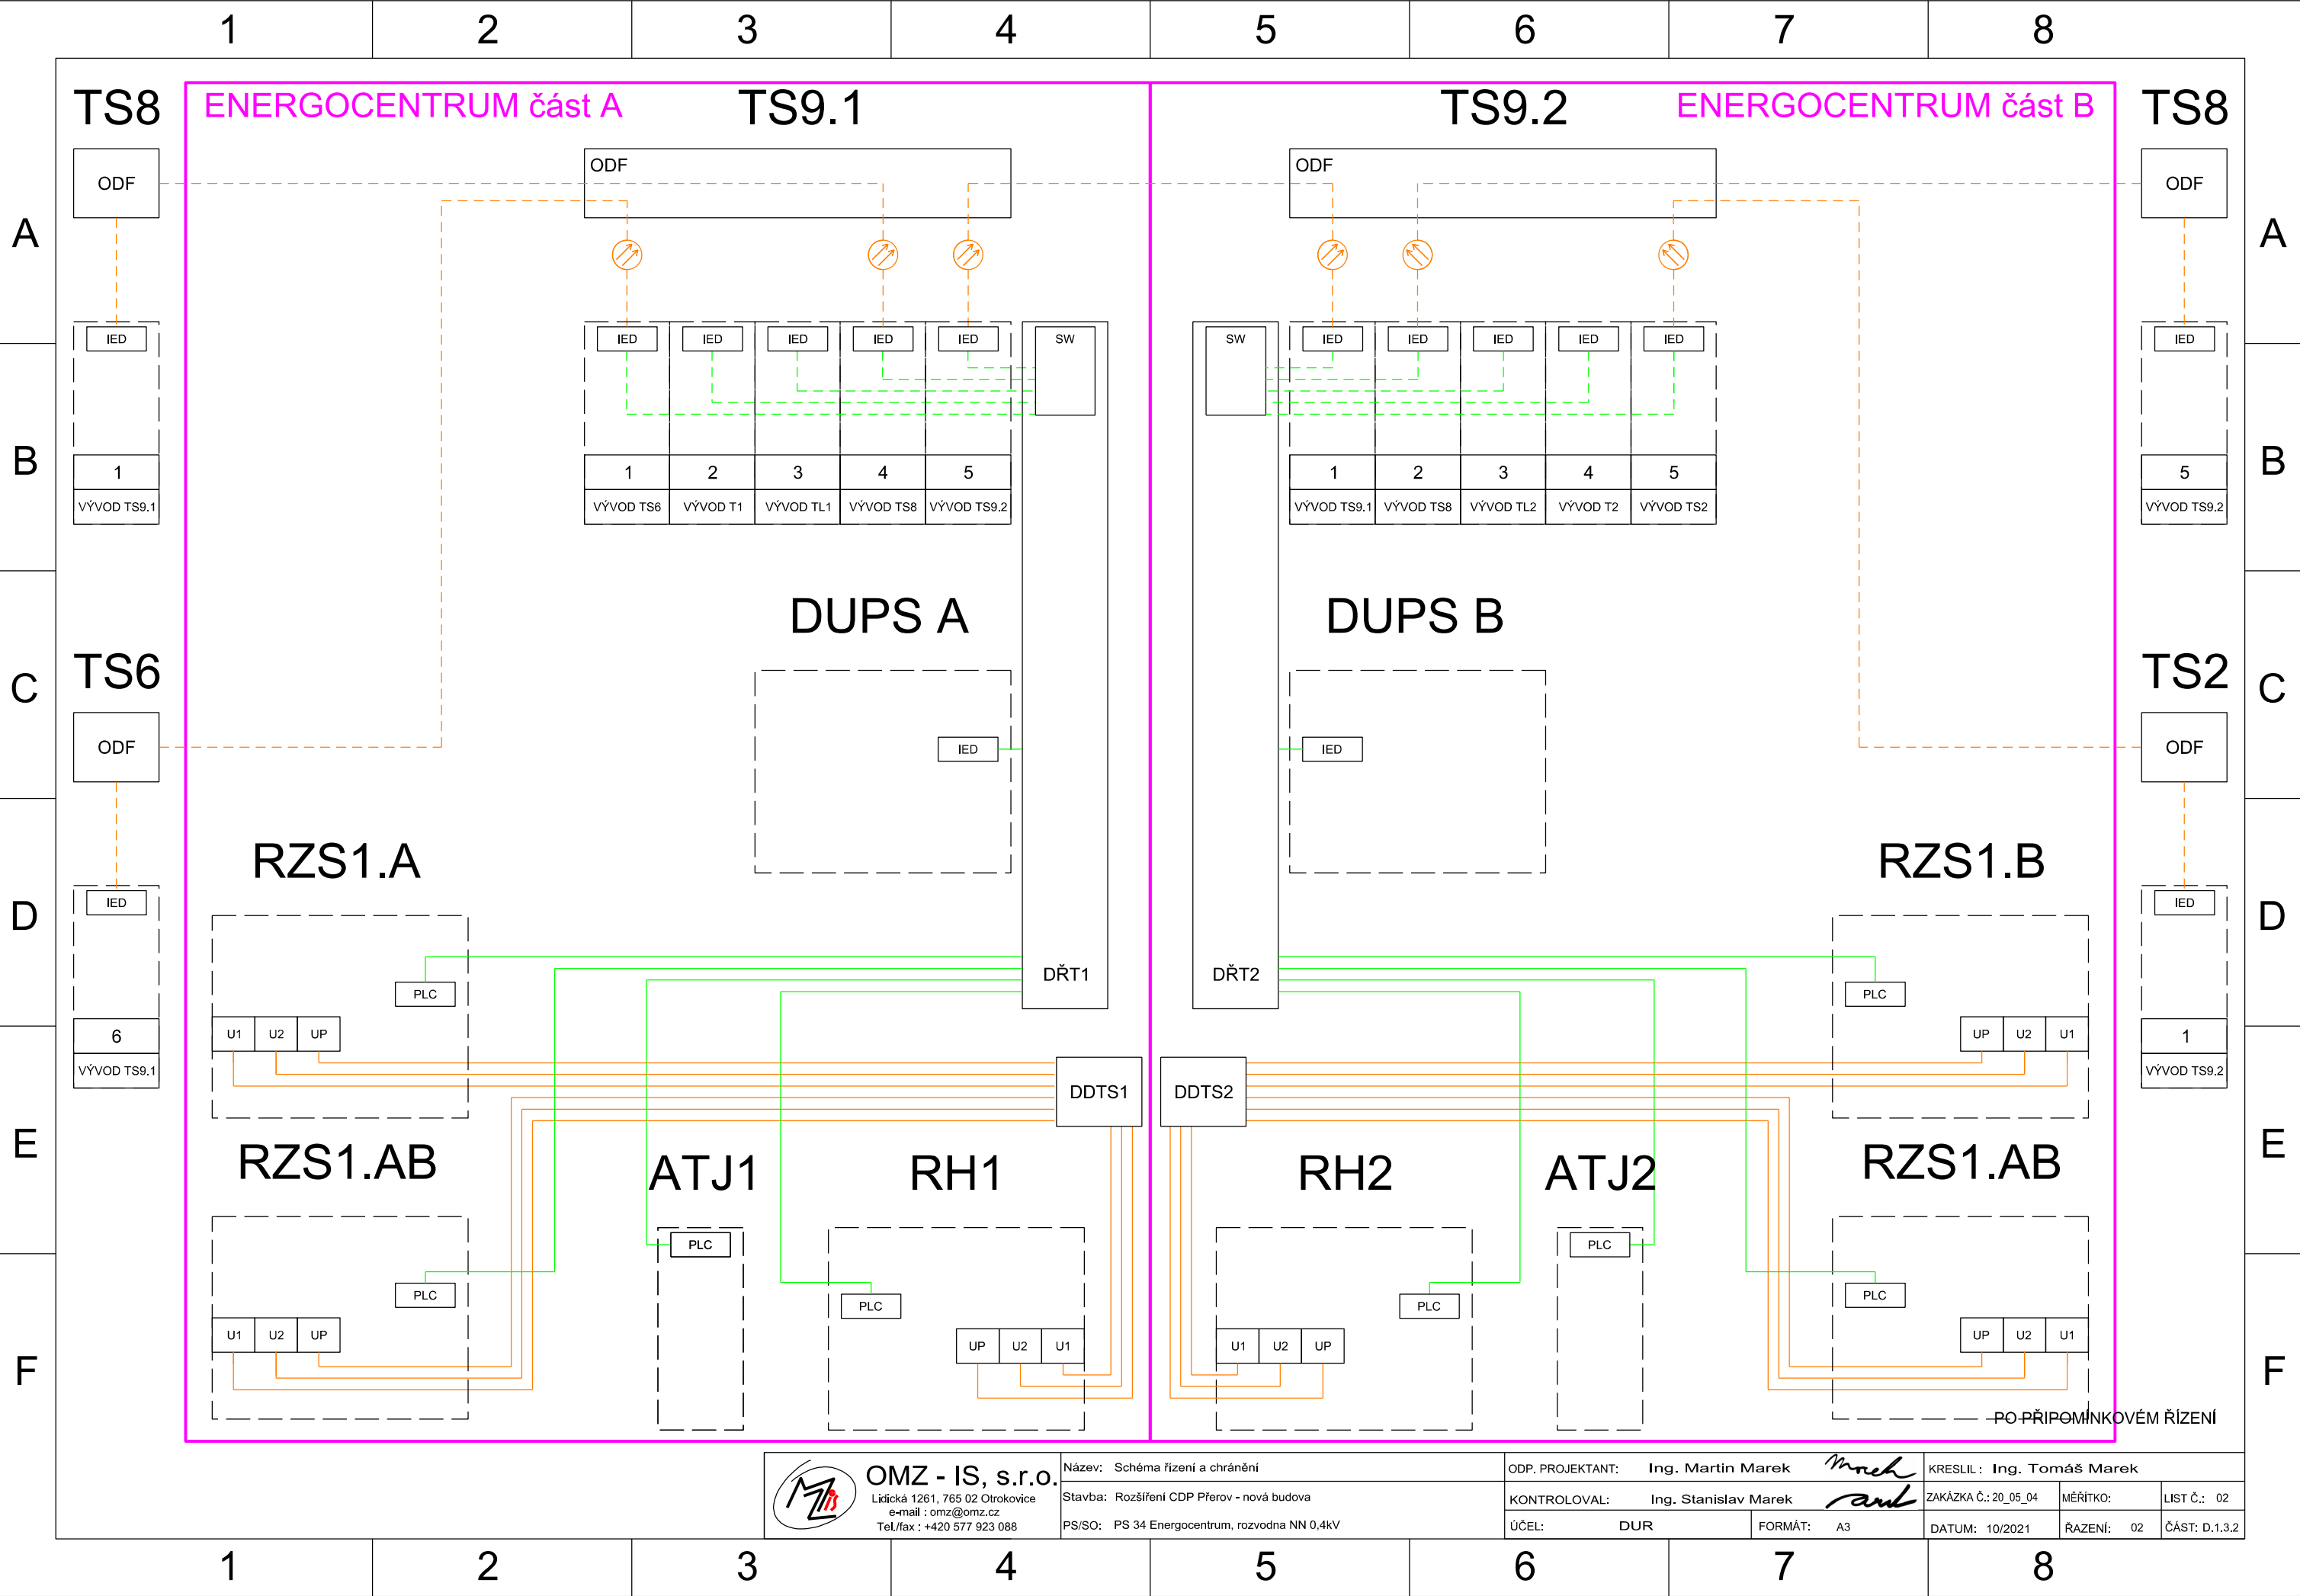 1 2 3 4 5 6 7 8
TS8 ENERGOCENTRUM část A TS9.1 TS9.2 ENERGOCENTRUM část B TS8
ODF ODF ODF ODF
A A
IED IED IED IED IED IED SW SW IED IED IED IED IED IED
B B
1 1 2 3 4 5 1 2 3 4 5 5
VÝVOD TS9.1 VÝVOD TS6 VÝVOD T1 VÝVOD TL1 VÝVOD TS8 VÝVOD TS9.2 VÝVOD TS9.1 VÝVOD TS8 VÝVOD TL2 VÝVOD T2 VÝVOD TS2 VÝVOD TS9.2
DUPS A DUPS B
TS6 TS2
C C
ODF IED IED ODF
RZS1.A RZS1.B
IED IED
D D
DŘT1 DŘT2
PLC PLC
6 U1 U2 UP UP U2 U1 1
VÝVOD TS9.1 VÝVOD TS9.2
DDTS1 DDTS2
E E
RZS1.AB ATJ1 RH1 RH2 ATJ2 RZS1.AB
PLC PLC
PLC PLC PLC PLC
U1 U2 UP UP U2 U1 U1 U2 UP UP U2 U1
F F
PO PŘIPOMÍNKOVÉM ŘÍZENÍ
OMZ - IS, s.r.o.
Lidická 1261, 765 02 Otrokovice
e-mail : omz@omz.cz
Tel./fax : +420 577 923 088
Název: Schéma řízení a chránění
Stavba: Rozšíření CDP Přerov - nová budova
PS/SO: PS 34 Energocentrum, rozvodna NN 0,4kV
ODP. PROJEKTANT: Ing. Martin Marek
KRESLIL: Ing. Tomáš Marek
KONTROLOVAL: Ing. Stanislav Marek
ZAKÁZKA Č.: 20_05_04 MĚŘÍTKO: LIST Č.: 02
ÚČEL: DUR FORMÁT: A3
DATUM: 10/2021 ŘAZENÍ: 02 ČÁST: D.1.3.2
1 2 3 4 5 6 7 8